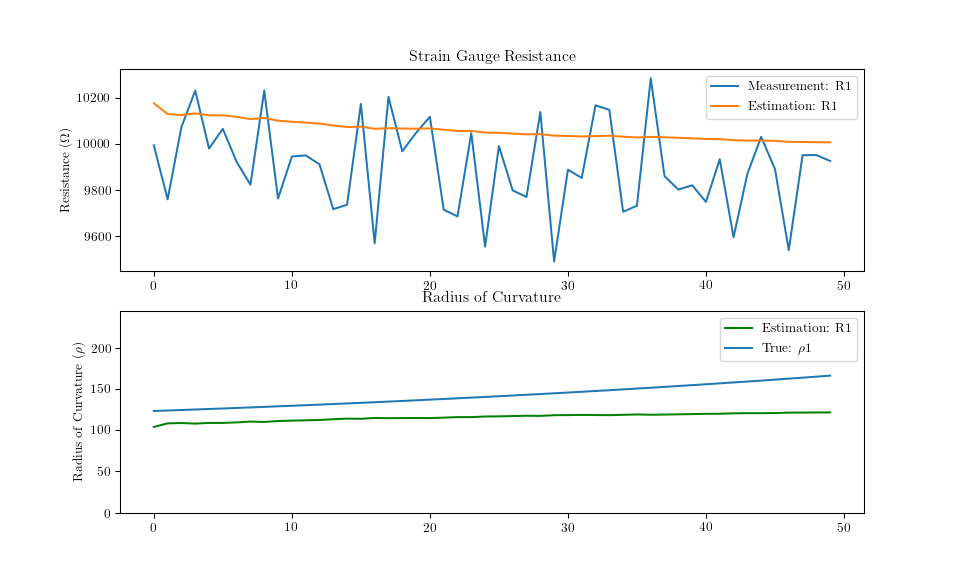 Strain Gauge Resistance
Resistance (Ω)
10200
10000
9800
9600
Measurement: R1
Estimation: R1
0 10 20 30 40 50
Radius of Curvature
Radius of Curvature (ρ)
200
150
100
50
0
Estimation: R1
True: ρ1
0 10 20 30 40 50